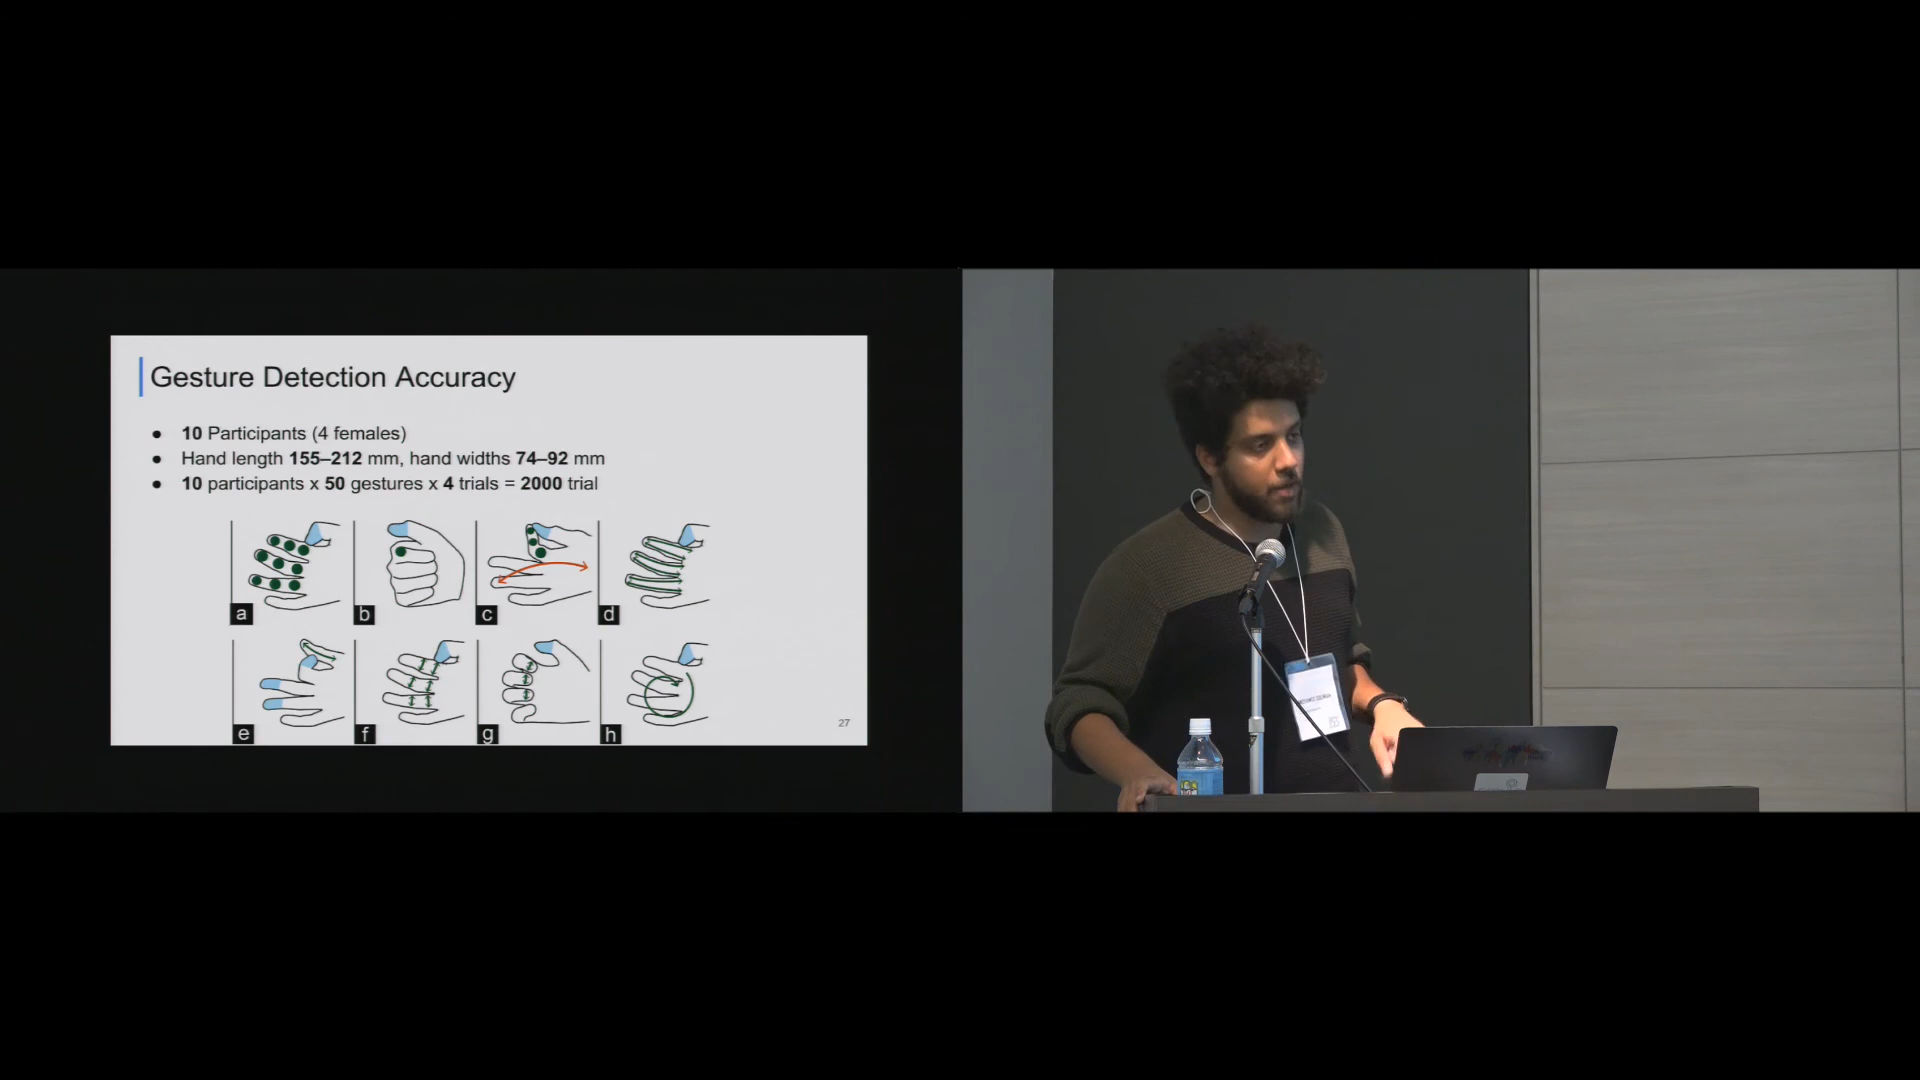 Gesture Detection Accuracy
● 10 Participants (4 females)
● Hand length 155–212 mm, hand widths 74–92 mm
● 10 participants x 50 gestures x 4 trials = 2000 trial
a
b
c
d
e
f
g
h
27